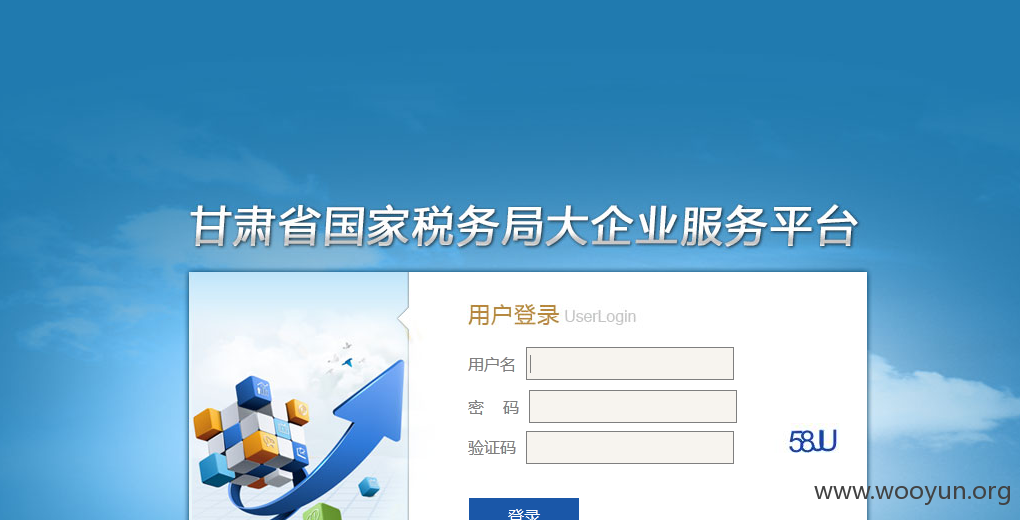 甘肃省国家税务局大企业服务平台
用户登录 UserLogin
用户名
密 码
验证码
58JU
www.wooyun.org
登录